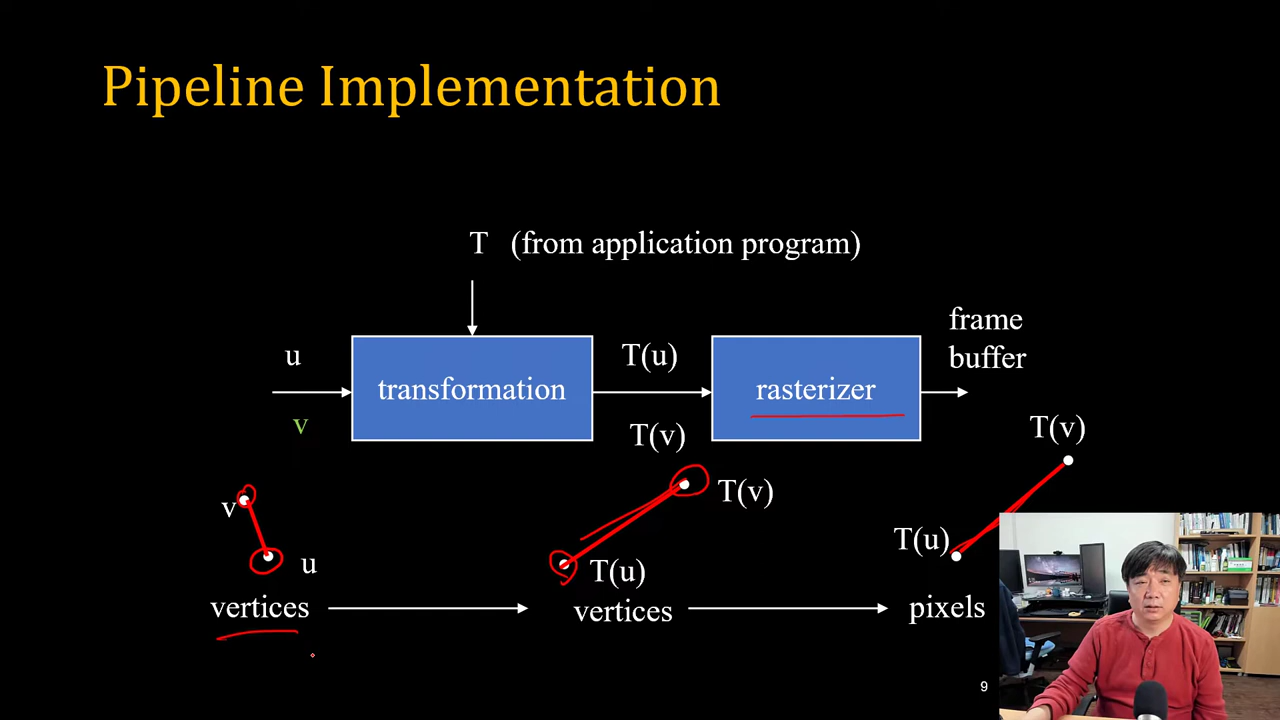 Pipeline Implementation
T (from application program)
u
v
transformation
T(u)
T(v)
rasterizer
frame
buffer
v
u
T(v)
T(u)
T(v)
T(u)
vertices
vertices
pixels
9